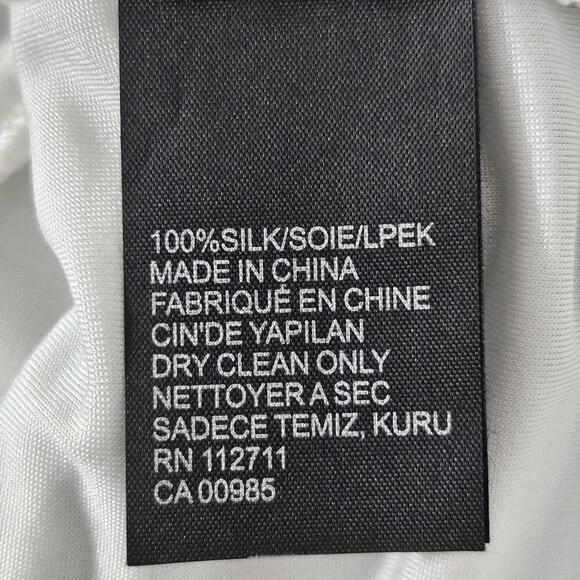 100%SILK/SOIE/LPEK
MADE IN CHINA
FABRIQUÉ EN CHINE
CIN'DE YAPILAN
DRY CLEAN ONLY
NETTOYER A SEC
SADECE TEMIZ, KURU
RN 112711
CA 00985